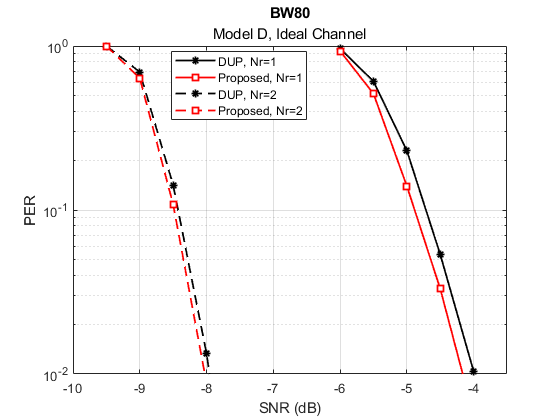 BW80
Model D, Ideal Channel
10^0
10^-1
10^-2
PER
DUP, Nr=1
Proposed, Nr=1
DUP, Nr=2
Proposed, Nr=2
-10 -9 -8 -7 -6 -5 -4
SNR (dB)